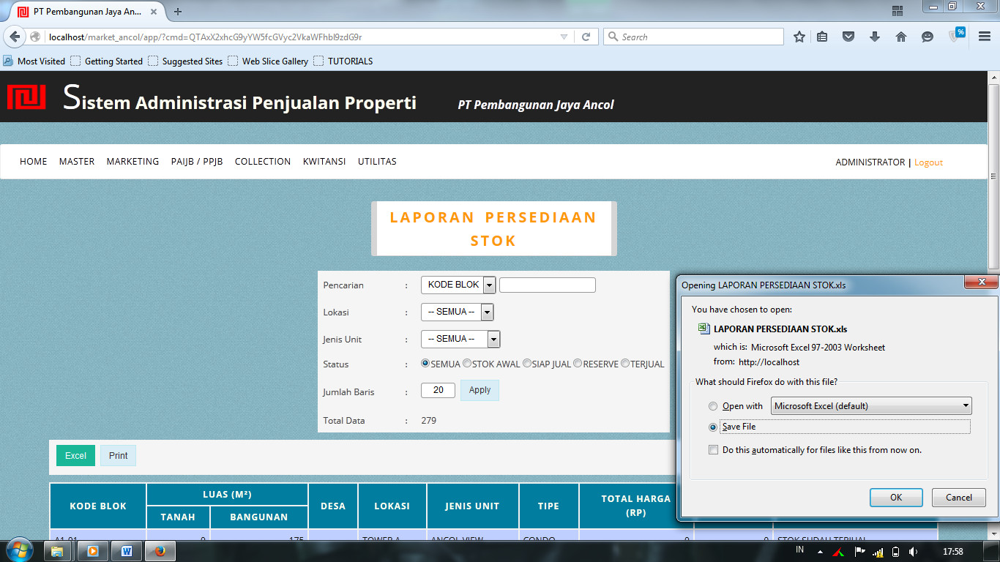 PT Pembangunan Jaya An...
localhost/market_ancol/app/?cmd=QTAxX2xhcG9yYW5fcGVyc2VkaWFhbl9zdG9r
Search
%
Most Visited Getting Started Suggested Sites Web Slice Gallery TUTORIALS
Sistem Administrasi Penjualan Properti PT Pembangunan Jaya Ancol
HOME MASTER MARKETING PAIJB / PPJB COLLECTION KWITANSI UTILITAS ADMINISTRATOR | Logout
LAPORAN PERSEDIAAN
STOK
Pencarian : KODE BLOK
Lokasi : -- SEMUA --
Jenis Unit : -- SEMUA --
Status : SEMUA STOK AWAL SIAP JUAL RESERVE TERJUAL
Jumlah Baris : 20 Apply
Total Data : 279
Excel Print
KODE BLOK LUAS (M²) DESA LOKASI JENIS UNIT TIPE TOTAL HARGA
(RP)
TANAH BANGUNAN
A1-01 0 175 TOWER A ANCOL VIEW CONDO 0 0 STOK SUDAH TERJUAL
Opening LAPORAN PERSEDIAAN STOK.xls
You have chosen to open:
LAPORAN PERSEDIAAN STOK.xls
which is: Microsoft Excel 97-2003 Worksheet
from: http://localhost
What should Firefox do with this file?
Open with Microsoft Excel (default)
Save File
Do this automatically for files like this from now on.
OK Cancel
IN 17:58